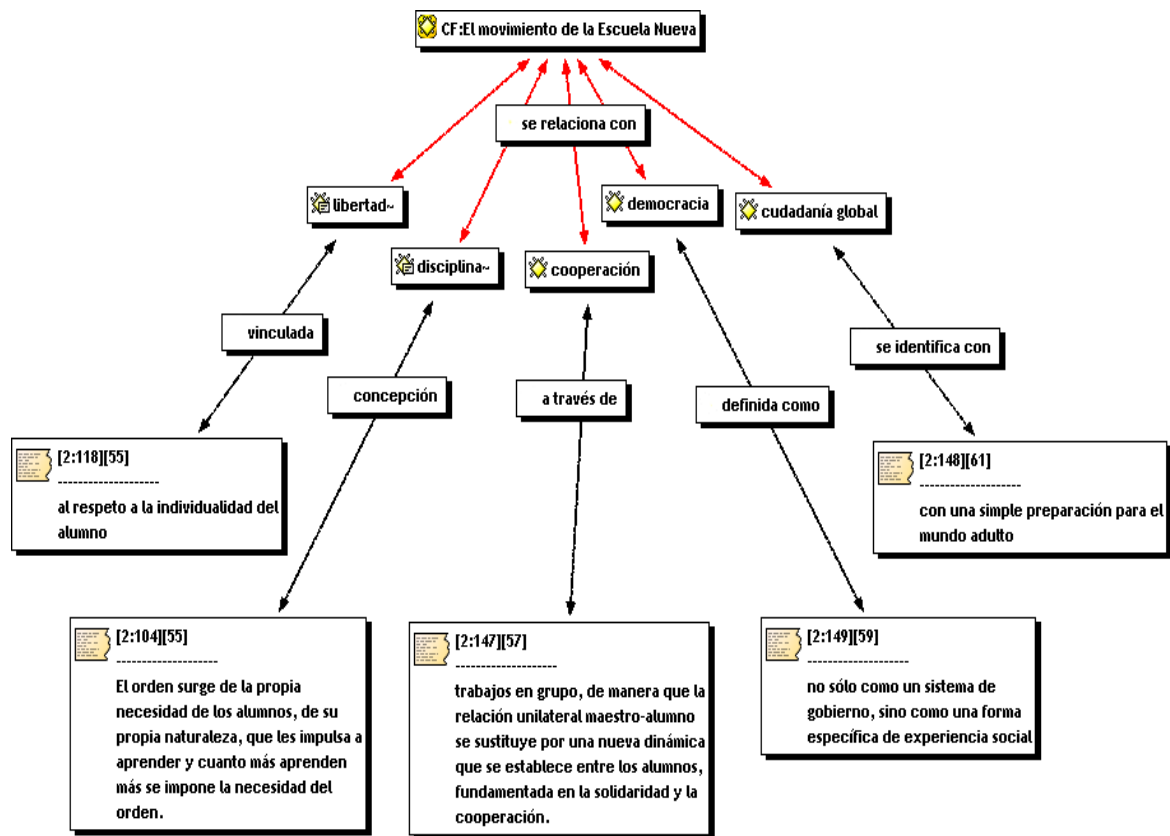 CF:El movimiento de la Escuela Nueva
se relaciona con
libertad~
democracia
cudadanía global
disciplina~
cooperación
vinculada
se identifica con
concepción
a través de
definida como
[2:118][55]
--------------------
al respeto a la individualidad del
alumno
[2:148][61]
--------------------
con una simple preparación para el
mundo adulto
[2:104][55]
--------------------
El orden surge de la propia
necesidad de los alumnos, de su
propia naturaleza, que les impulsa a
aprender y cuanto más aprenden
más se impone la necesidad del
orden.
[2:147][57]
--------------------
trabajos en grupo, de manera que la
relación unilateral maestro-alumno
se sustituye por una nueva dinámica
que se establece entre los alumnos,
fundamentada en la solidaridad y la
cooperación.
[2:149][59]
--------------------
no sólo como un sistema de
gobierno, sino como una forma
específica de experiencia social